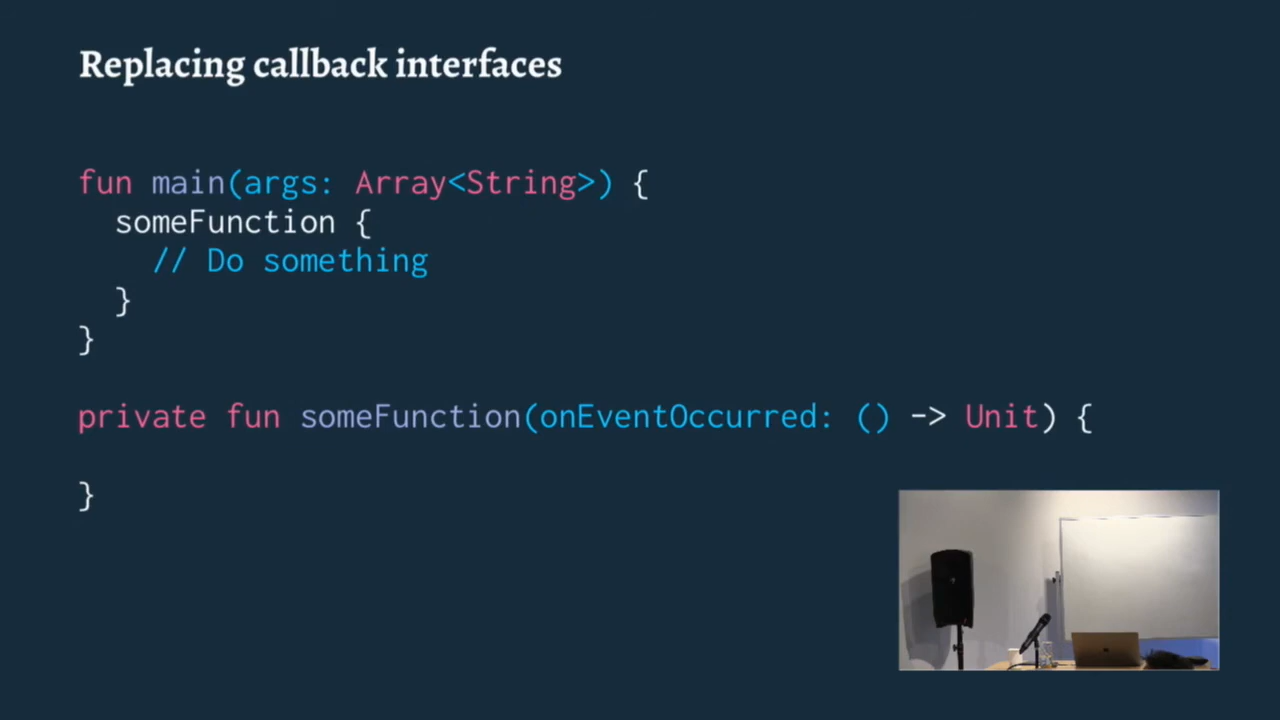 Replacing callback interfaces
fun main(args: Array<String>) {
someFunction {
// Do something
}
}
private fun someFunction(onEventOccurred: () -> Unit) {
}